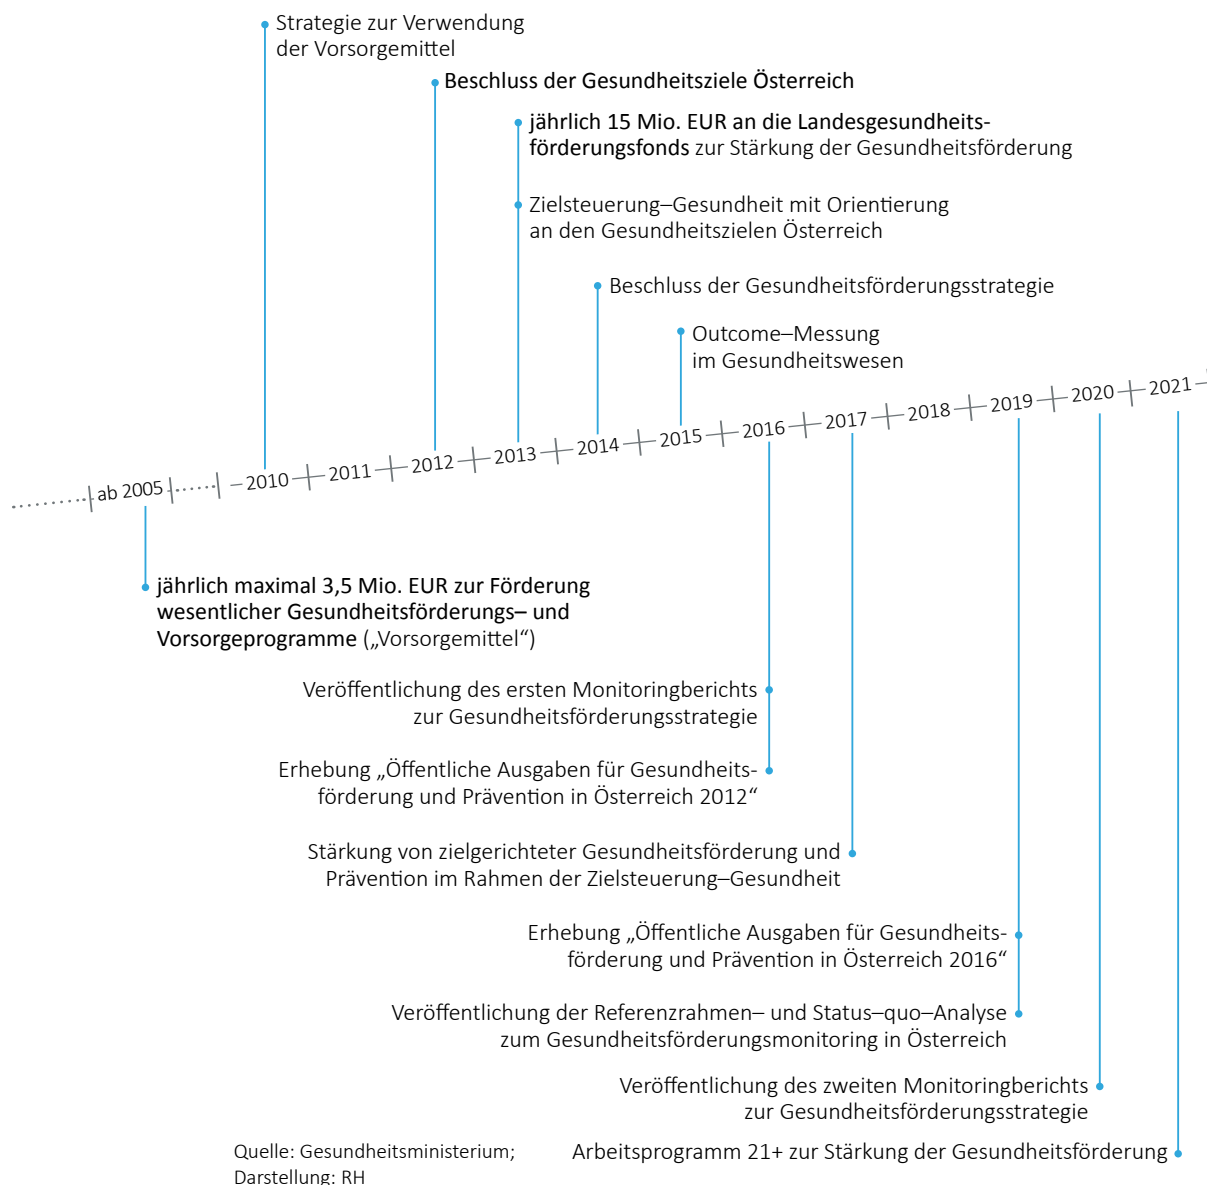 Strategie zur Verwendung
der Vorsorgemittel
Beschluss der Gesundheitsziele Österreich
jährlich 15 Mio. EUR an die Landesgesundheits-
förderungsfonds zur Stärkung der Gesundheitsförderung
Zielsteuerung–Gesundheit mit Orientierung
an den Gesundheitszielen Österreich
Beschluss der Gesundheitsförderungsstrategie
Outcome–Messung
im Gesundheitswesen
ab 2005 2010 2011 2012 2013 2014 2015 2016 2017 2018 2019 2020 2021
jährlich maximal 3,5 Mio. EUR zur Förderung
wesentlicher Gesundheitsförderungs– und
Vorsorgeprogramme („Vorsorgemittel“)
Veröffentlichung des ersten Monitoringberichts
zur Gesundheitsförderungsstrategie
Erhebung „Öffentliche Ausgaben für Gesundheits-
förderung und Prävention in Österreich 2012“
Stärkung von zielgerichteter Gesundheitsförderung und
Prävention im Rahmen der Zielsteuerung–Gesundheit
Erhebung „Öffentliche Ausgaben für Gesundheits-
förderung und Prävention in Österreich 2016“
Veröffentlichung der Referenzrahmen– und Status–quo–Analyse
zum Gesundheitsförderungsmonitoring in Österreich
Veröffentlichung des zweiten Monitoringberichts
zur Gesundheitsförderungsstrategie
Arbeitsprogramm 21+ zur Stärkung der Gesundheitsförderung
Quelle: Gesundheitsministerium;
Darstellung: RH